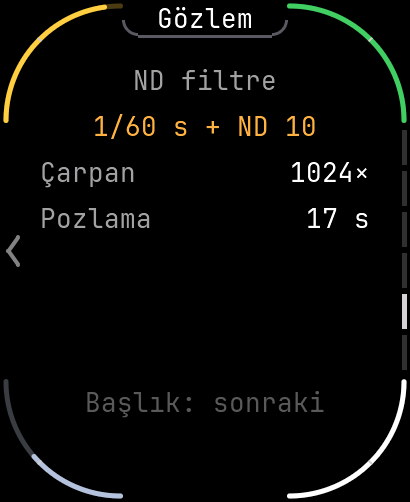 Gözlem
ND filtre
1/60 s + ND 10
Çarpan 1024×
Pozlama 17 s
Başlık: sonraki